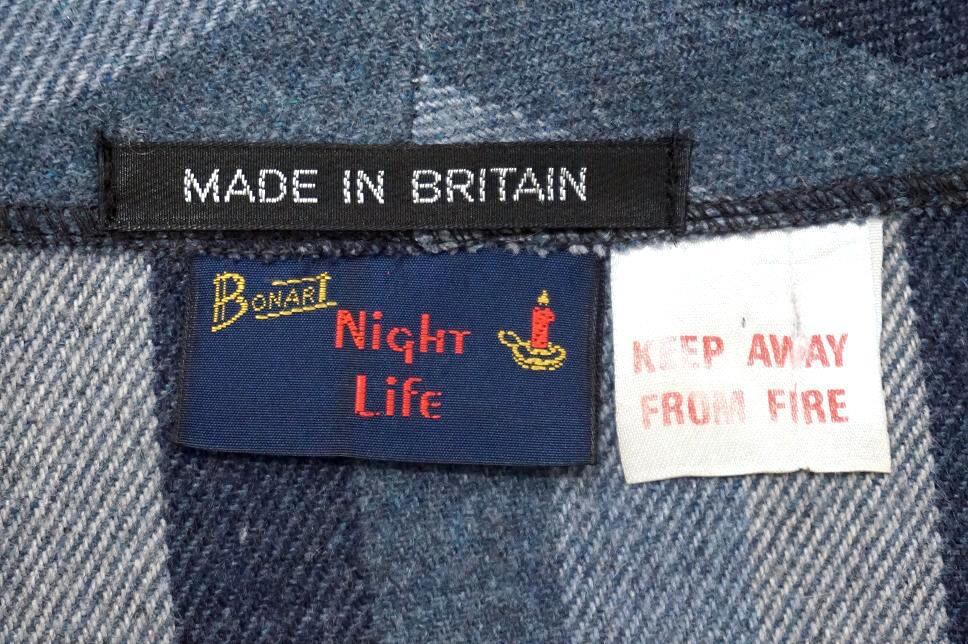 MADE IN BRITAIN
BONART
Night
Life
KEEP AWAY
FROM FIRE